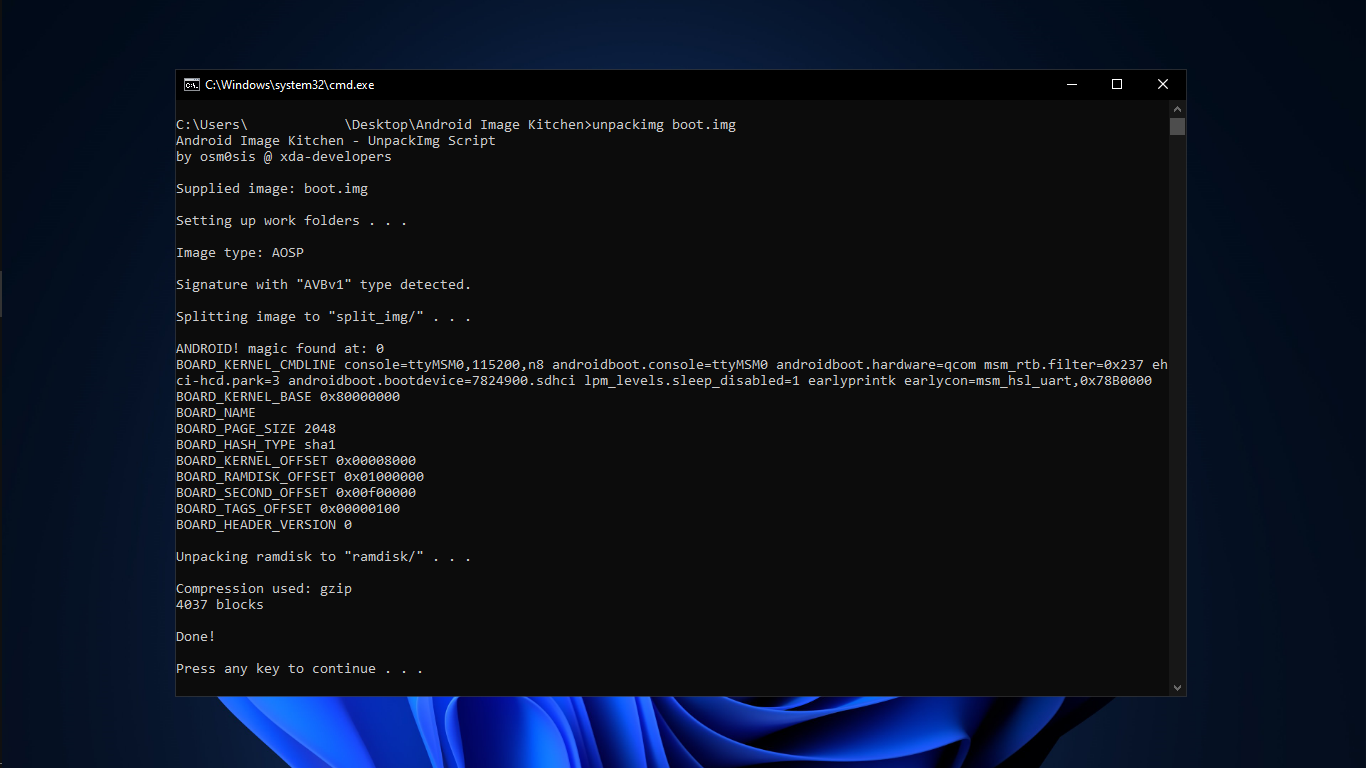 C:\Windows\system32\cmd.exe
C:\Users\            \Desktop\Android Image Kitchen>unpackimg boot.img
Android Image Kitchen - UnpackImg Script
by osm0sis @ xda-developers
Supplied image: boot.img
Setting up work folders . . .
Image type: AOSP
Signature with "AVBv1" type detected.
Splitting image to "split_img/" . . .
ANDROID! magic found at: 0
BOARD_KERNEL_CMDLINE console=ttyMSM0,115200,n8 androidboot.console=ttyMSM0 androidboot.hardware=qcom msm_rtb.filter=0x237 eh
ci-hcd.park=3 androidboot.bootdevice=7824900.sdhci lpm_levels.sleep_disabled=1 earlyprintk earlycon=msm_hsl_uart,0x78B0000
BOARD_KERNEL_BASE 0x80000000
BOARD_NAME
BOARD_PAGE_SIZE 2048
BOARD_HASH_TYPE sha1
BOARD_KERNEL_OFFSET 0x00008000
BOARD_RAMDISK_OFFSET 0x01000000
BOARD_SECOND_OFFSET 0x00f00000
BOARD_TAGS_OFFSET 0x00000100
BOARD_HEADER_VERSION 0
Unpacking ramdisk to "ramdisk/" . . .
Compression used: gzip
4037 blocks
Done!
Press any key to continue . . .